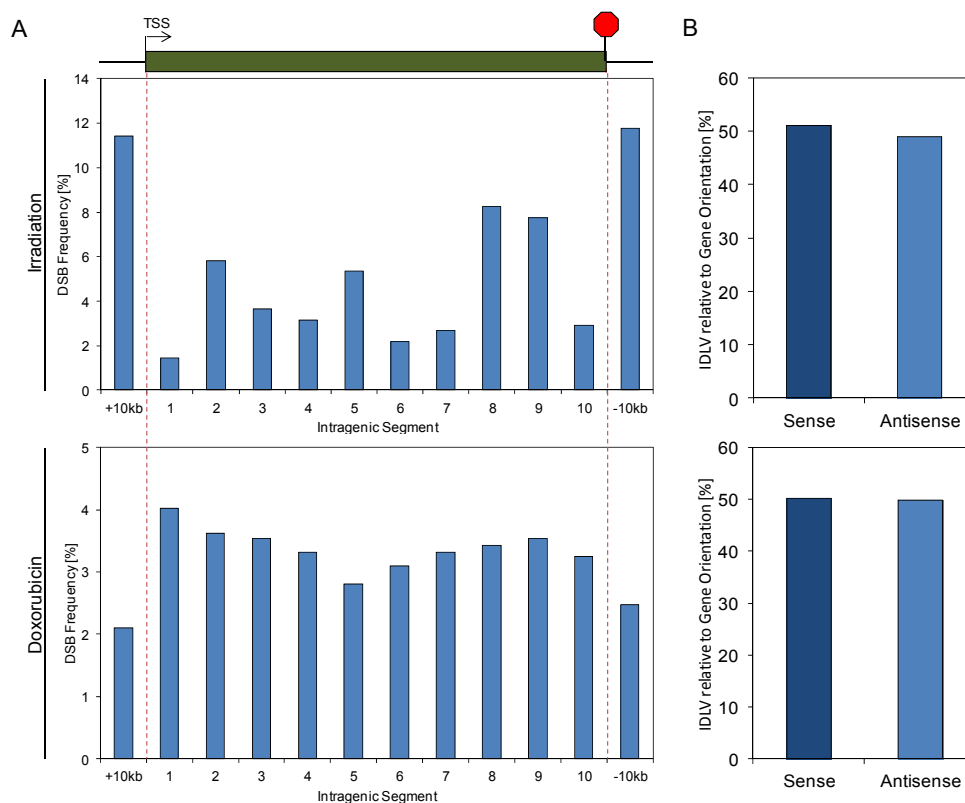 A
TSS
B
Irradiation
DSB Frequency [%]
14
12
10
8
6
4
2
0
+10kb 1 2 3 4 5 6 7 8 9 10 -10kb
Intragenic Segment
IDLV relative to Gene Orientation [%]
60
50
40
30
20
10
0
Sense Antisense
Doxorubicin
DSB Frequency [%]
5
4
3
2
1
0
+10kb 1 2 3 4 5 6 7 8 9 10 -10kb
Intragenic Segment
IDLV relative to Gene Orientation [%]
60
50
40
30
20
10
0
Sense Antisense